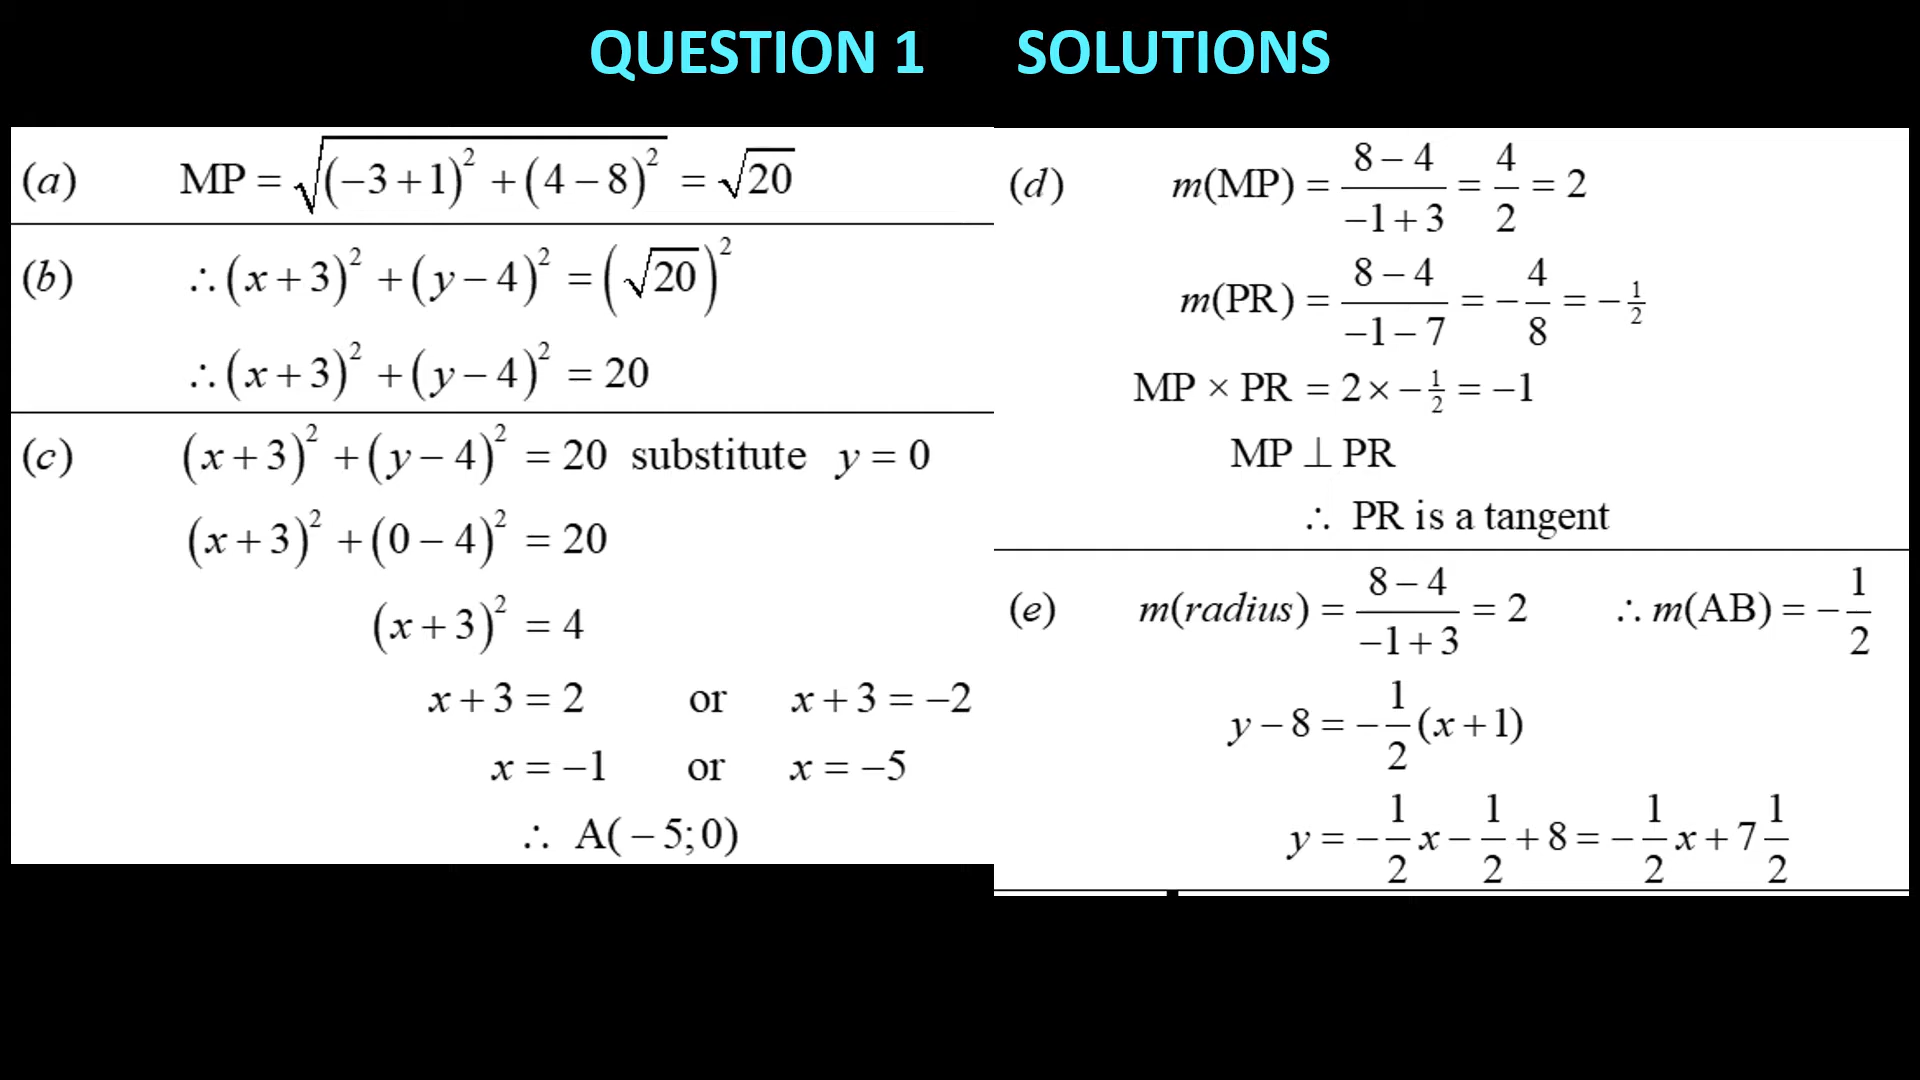 QUESTION 1 SOLUTIONS
(a) MP = √((−3+1)² + (4−8)²) = √20
(b) ∴ (x+3)² + (y−4)² = (√20)²
∴ (x+3)² + (y−4)² = 20
(c) (x+3)² + (y−4)² = 20 substitute y = 0
(x+3)² + (0−4)² = 20
(x+3)² = 4
x+3 = 2 or x+3 = −2
x = −1 or x = −5
∴ A(−5;0)
(d) m(MP) = (8−4)/(−1+3) = 4/2 = 2
m(PR) = (8−4)/(−1−7) = −4/8 = −1/2
MP × PR = 2 × −1/2 = −1
MP ⊥ PR
∴ PR is a tangent
(e) m(radius) = (8−4)/(−1+3) = 2 ∴ m(AB) = −1/2
y−8 = −1/2(x+1)
y = −1/2x − 1/2 + 8 = −1/2x + 7 1/2